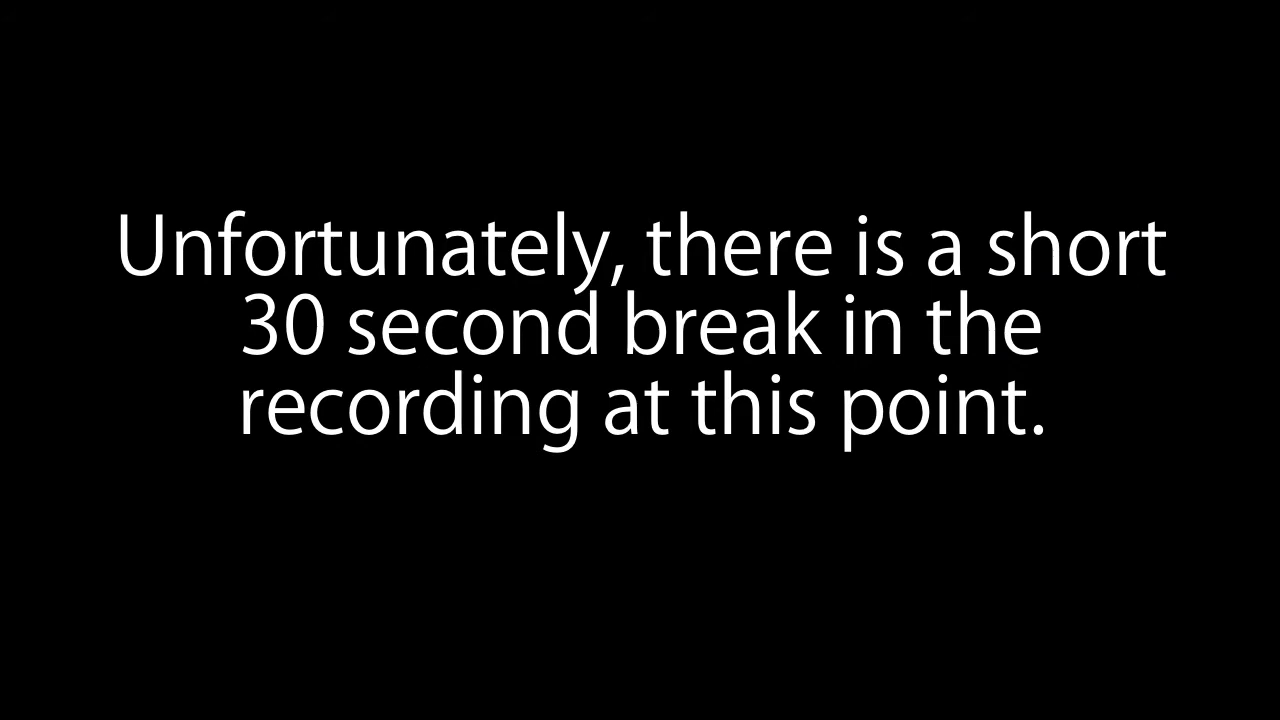 Unfortunately, there is a short
30 second break in the
recording at this point.